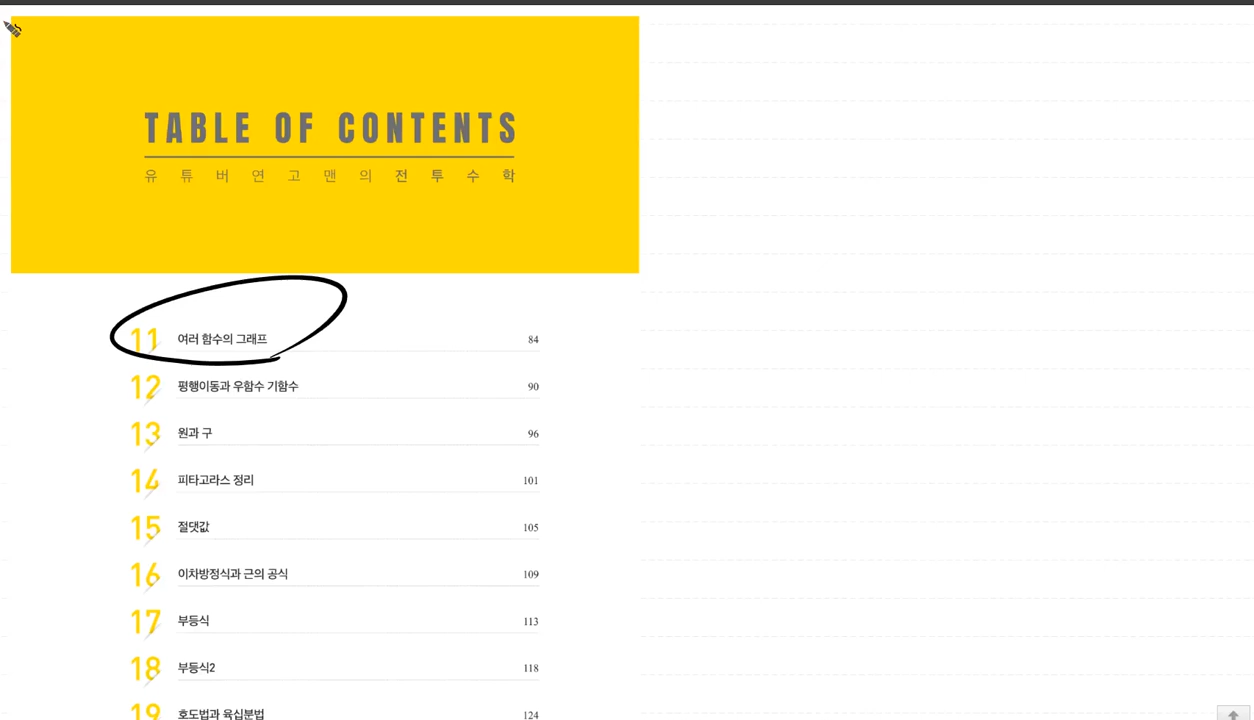 TABLE OF CONTENTS
유튜버연고맨의전투수학
11 여러 함수의 그래프 84
12 평행이동과 우함수 기함수 90
13 원과 구 96
14 피타고라스 정리 101
15 절댓값 105
16 이차방정식과 근의 공식 109
17 부등식 113
18 부등식2 118
19 호도법과 육십분법 124